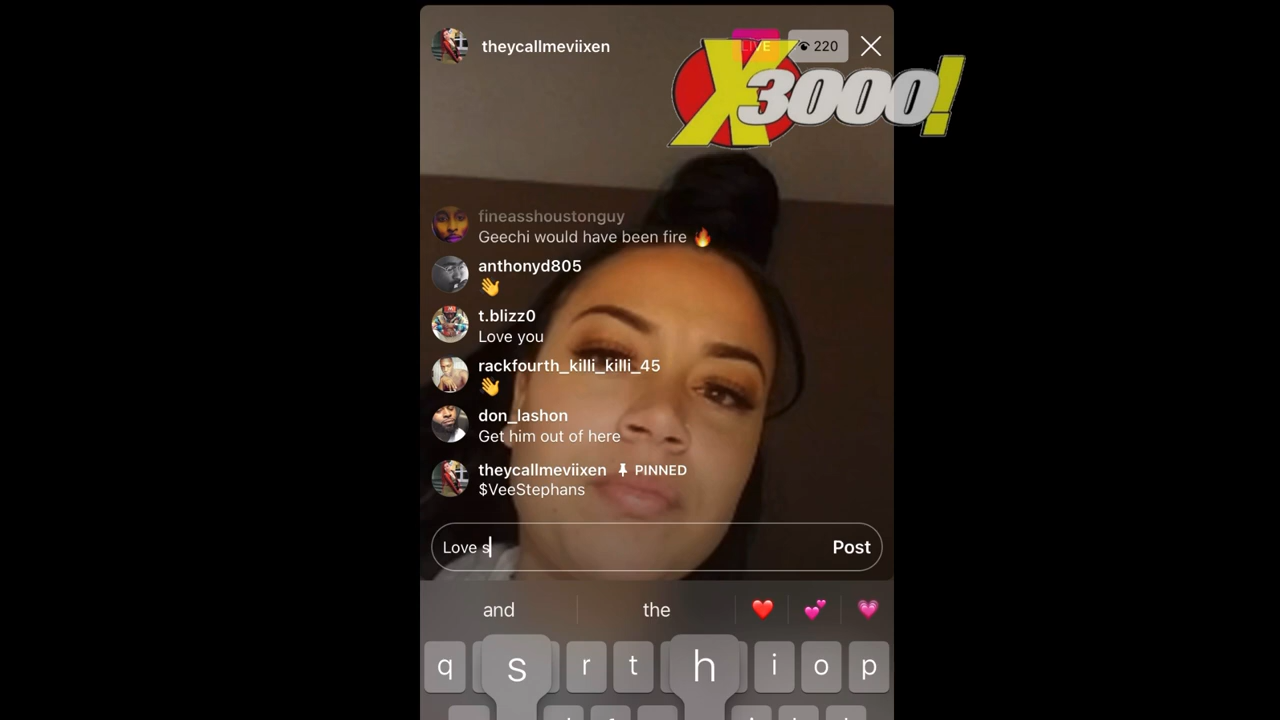 theycallmeviixen
LIVE
220
X3000!
fineasshoustonguy
Geechi would have been fire 🔥
anthonyd805
👋
t.blizz0
Love you
rackfourth_killi_killi_45
👋
don_lashon
Get him out of here
theycallmeviixen PINNED
$VeeStephans
Love s
Post
and the ❤️ 💕 💗
q s r t h i o p